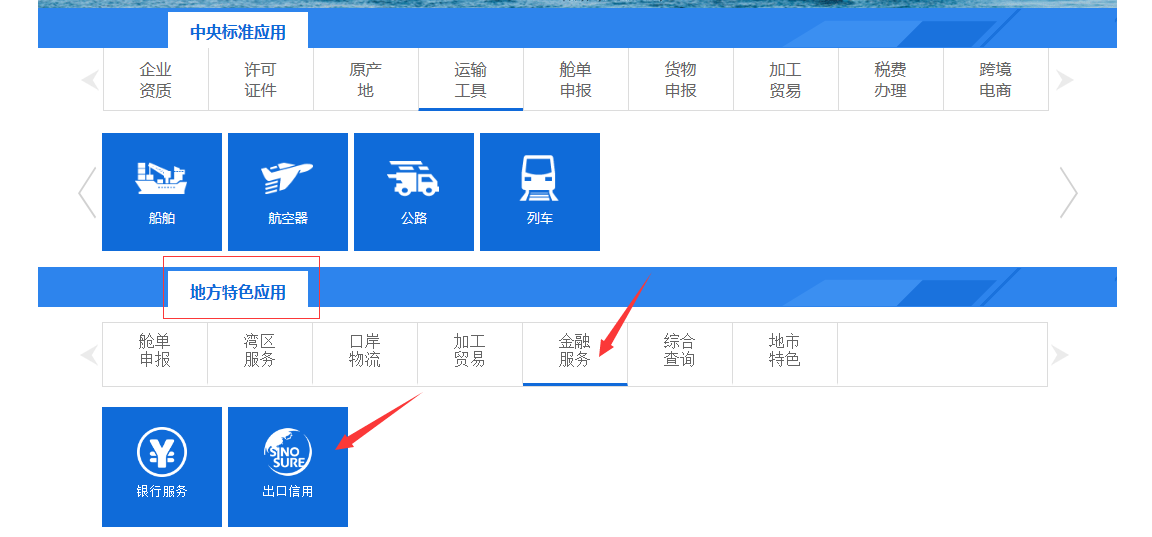 中央标准应用
企业
资质
许可
证件
原产
地
运输
工具
舱单
申报
货物
申报
加工
贸易
税费
办理
跨境
电商
船舶
航空器
公路
列车
地方特色应用
舱单
申报
湾区
服务
口岸
物流
加工
贸易
金融
服务
综合
查询
地市
特色
¥
银行服务
SINO
SURE
出口信用